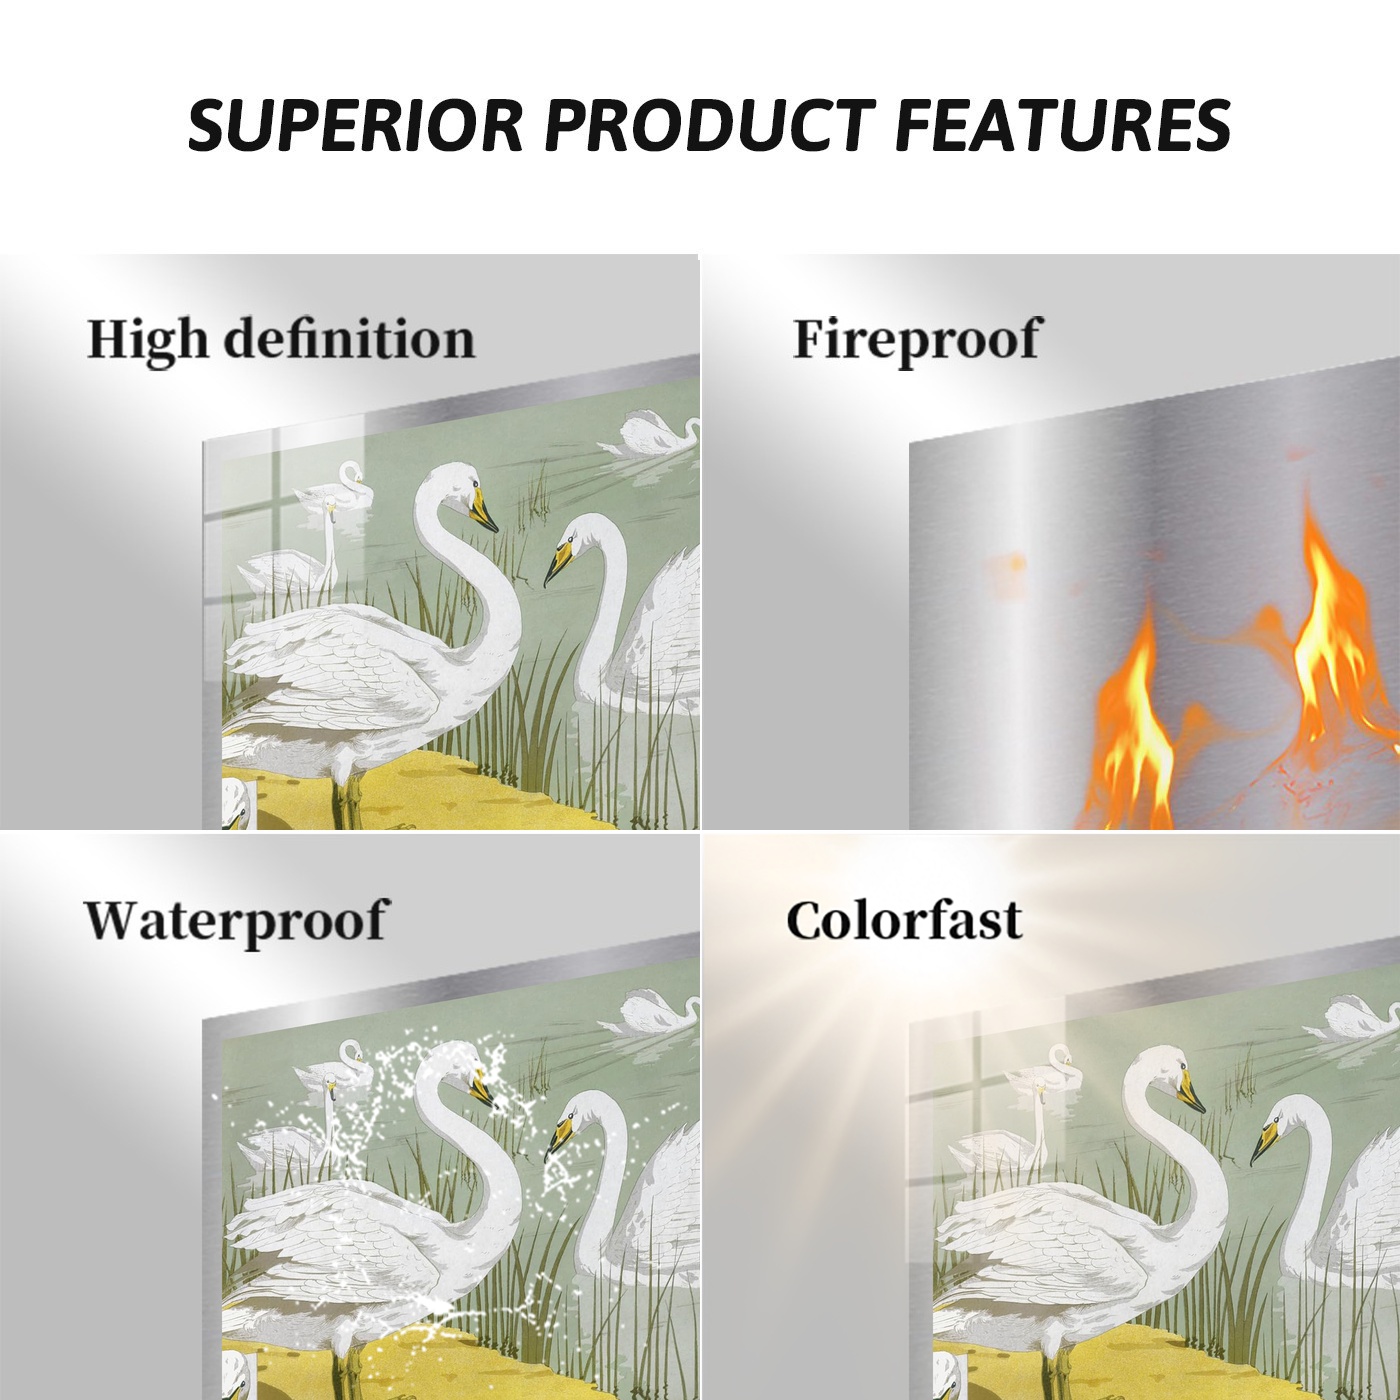 SUPERIOR PRODUCT FEATURES
High definition
Fireproof
Waterproof
Colorfast